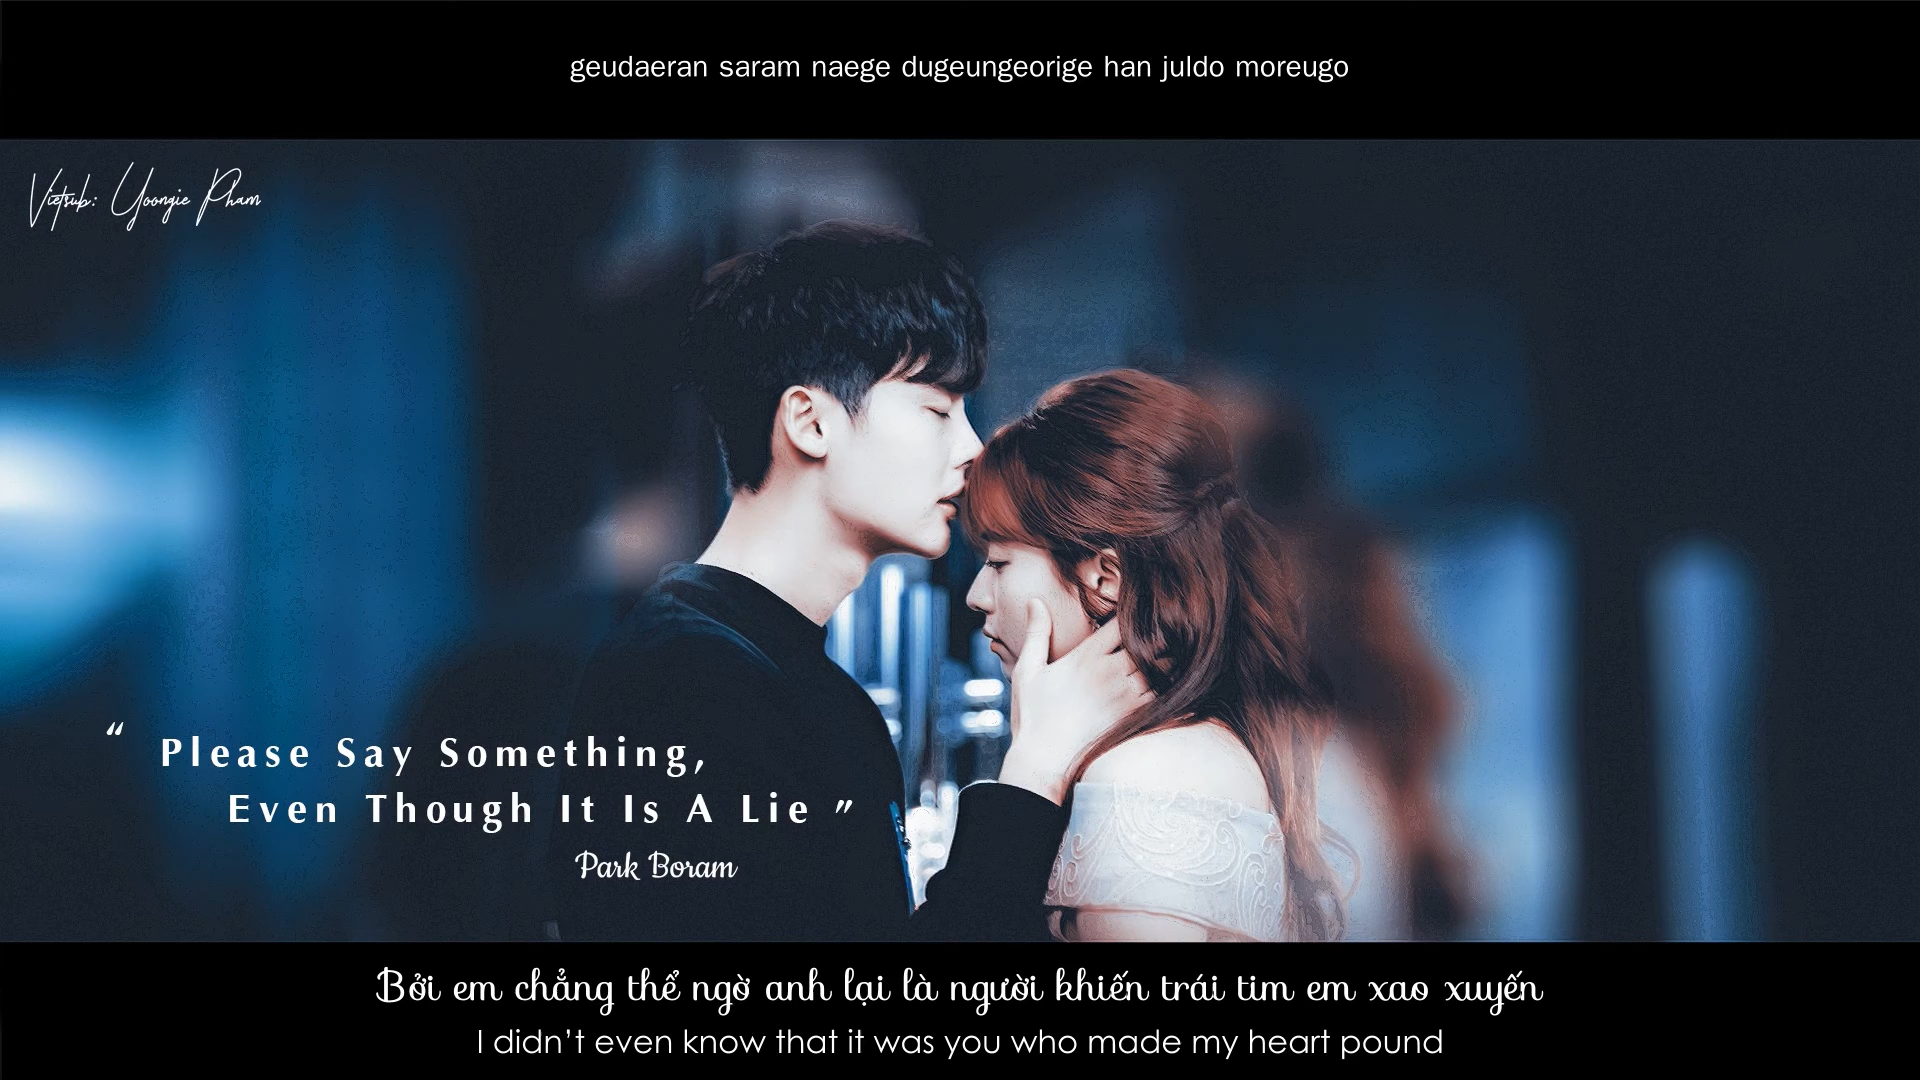 geudaeran saram naege dugeungeorige han juldo moreugo
Vietsub: Yoongie Pham
“ Please Say Something,
Even Though It Is A Lie ”
Park Boram
Bởi em chẳng thể ngờ anh lại là người khiến trái tim em xao xuyến
I didn’t even know that it was you who made my heart pound